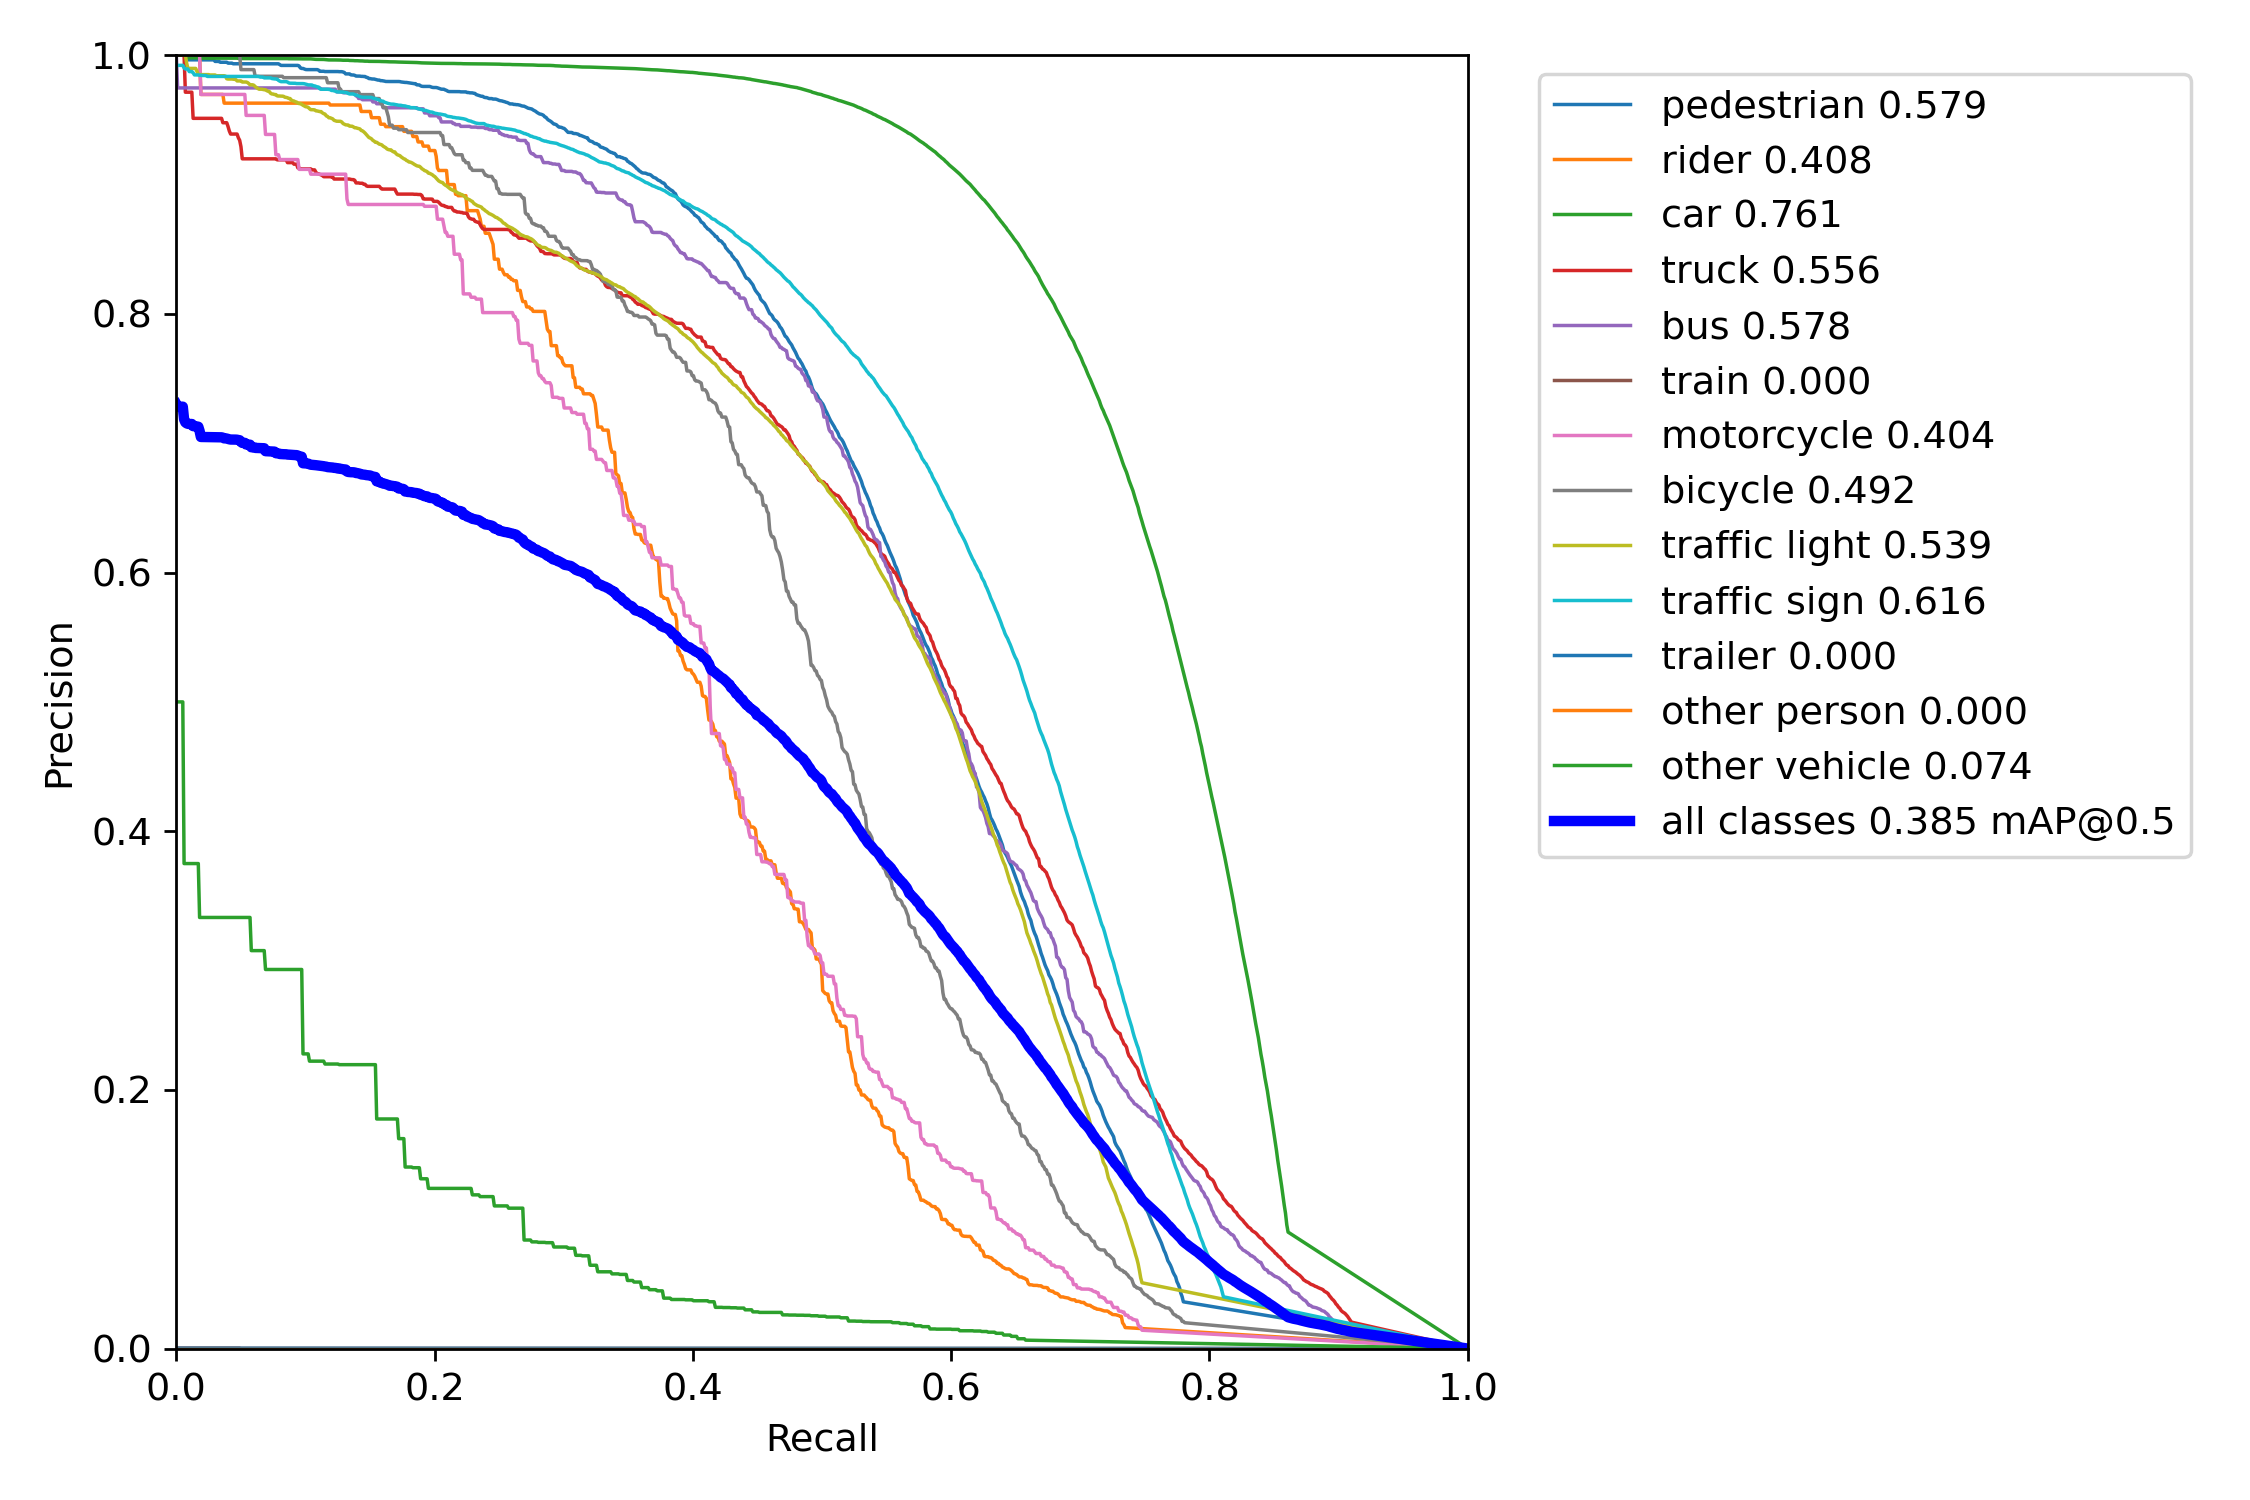 1.0
0.8
0.6
0.4
0.2
0.0
Precision
0.0 0.2 0.4 0.6 0.8 1.0
Recall
pedestrian 0.579
rider 0.408
car 0.761
truck 0.556
bus 0.578
train 0.000
motorcycle 0.404
bicycle 0.492
traffic light 0.539
traffic sign 0.616
trailer 0.000
other person 0.000
other vehicle 0.074
all classes 0.385 mAP@0.5